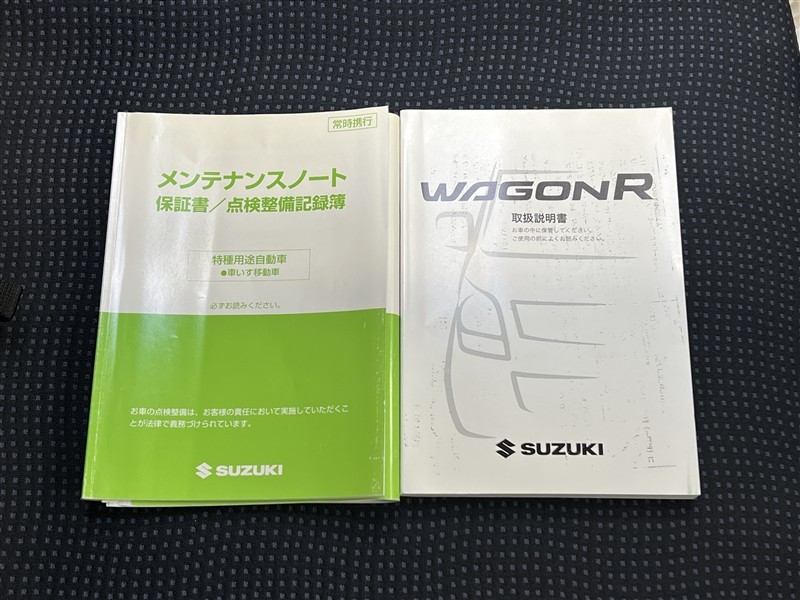 常時携行
メンテナンスノート
保証書／点検整備記録簿
特種用途自動車
●車いす移動車
必ずお読みください。
お車の点検整備は、お客様の責任において実施していただくこ
とが法律で義務づけられています。
SUZUKI
WAGON R
取扱説明書
お車の中に保管してください。
ご使用の前によくお読みください。
SUZUKI